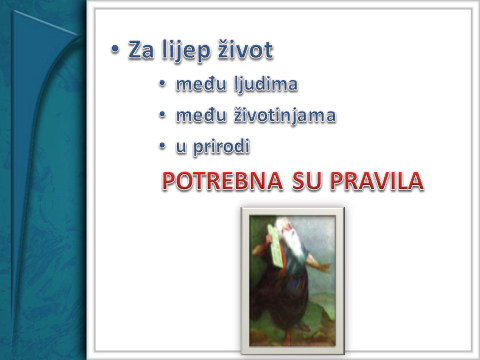 • Za lijep život
• među ljudima
• među životinjama
• u prirodi
POTREBNA SU PRAVILA